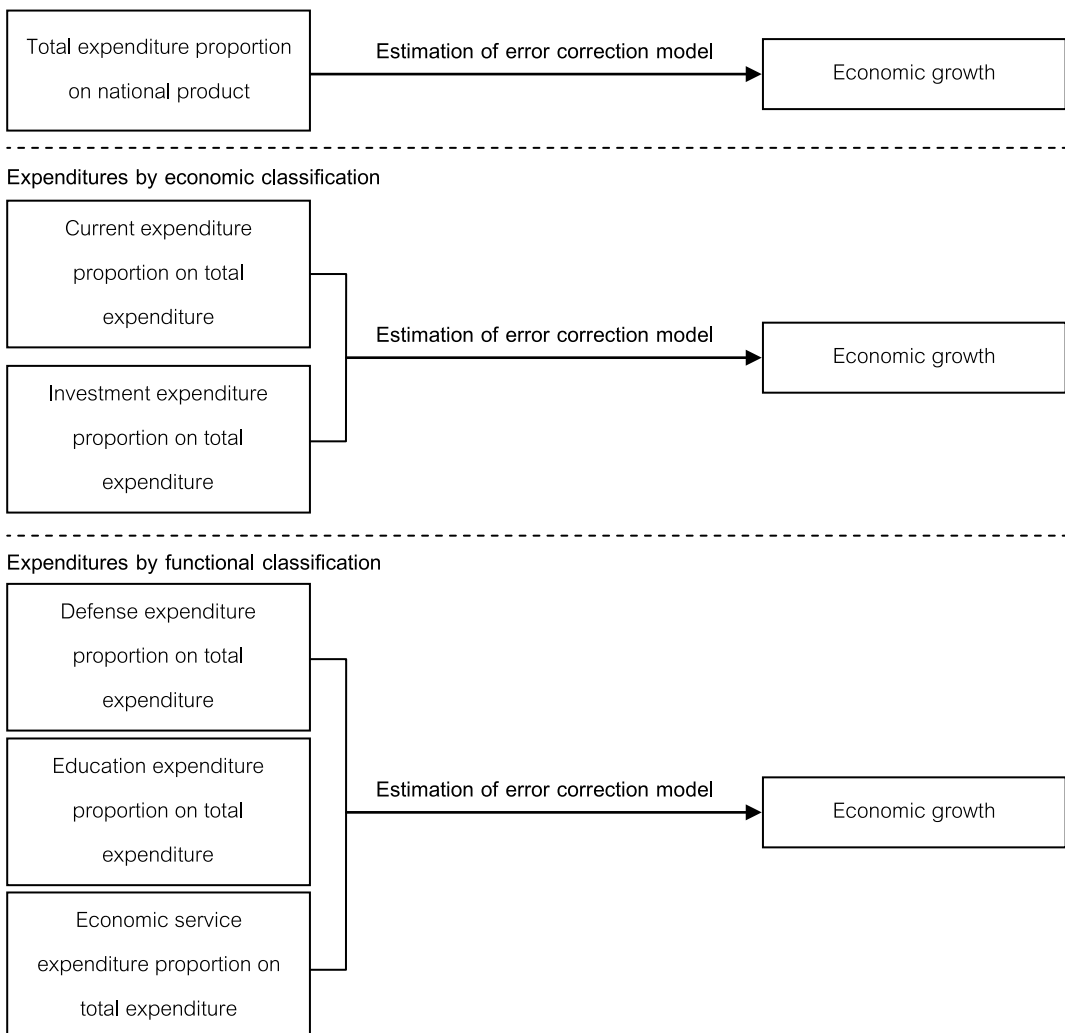 Total expenditure proportion
on national product
Estimation of error correction model
Economic growth
Expenditures by economic classification
Current expenditure
proportion on total
expenditure
Investment expenditure
proportion on total
expenditure
Estimation of error correction model
Economic growth
Expenditures by functional classification
Defense expenditure
proportion on total
expenditure
Education expenditure
proportion on total
expenditure
Economic service
expenditure proportion on
total expenditure
Estimation of error correction model
Economic growth